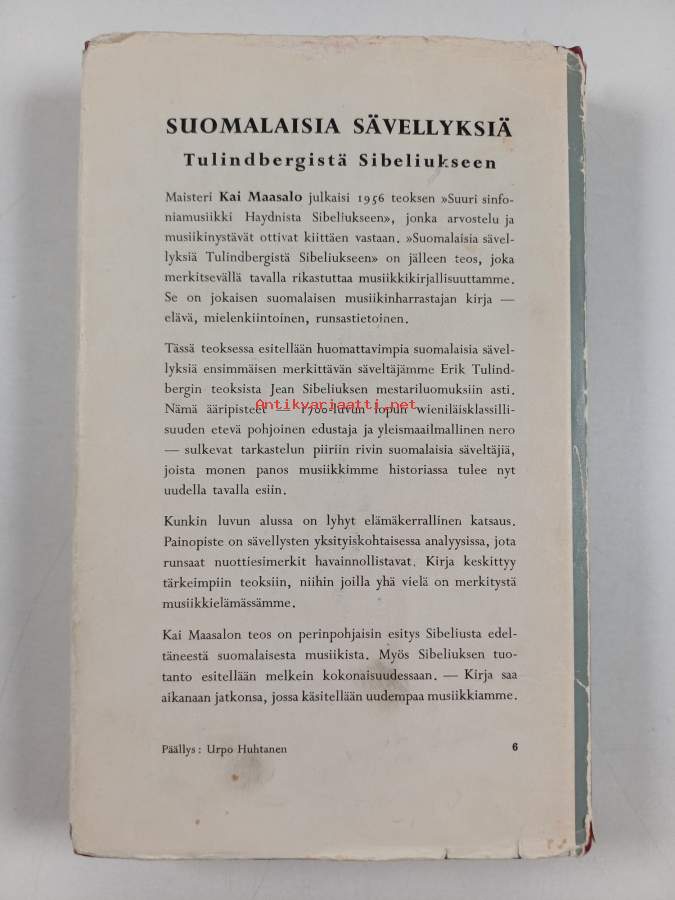 SUOMALAISIA SÄVELLYKSIÄ
Tulindbergistä Sibeliukseen
Maisteri Kai Maasalo julkaisi 1956 teoksen »Suuri sinfo-
niamusiikki Haydnista Sibeliukseen», jonka arvostelu ja
musiikinystävät ottivat kiittäen vastaan. »Suomalaisia sävel-
lyksiä Tulindbergistä Sibeliukseen» on jälleen teos, joka
merkitsevällä tavalla rikastuttaa musiikkikirjallisuuttamme.
Se on jokaisen suomalaisen musiikinharrastajan kirja —
elävä, mielenkiintoinen, runsastietoinen.
Tässä teoksessa esitellään huomattavimpia suomalaisia sävel-
lyksiä ensimmäisen merkittävän säveltäjämme Erik Tulind-
bergin teoksista Jean Sibeliuksen mestariluomuksiin asti.
Antikvariaatti.net
Nämä ääripisteet — 1700-luvun lopun wieniläisklassilli-
suuden etevä pohjoinen edustaja ja yleismaailmallinen nero
— sulkevat tarkastelun piiriin rivin suomalaisia säveltäjiä,
joista monen panos musiikkimme historiassa tulee nyt
uudella tavalla esiin.
Kunkin luvun alussa on lyhyt elämäkerrallinen katsaus.
Painopiste on sävellysten yksityiskohtaisessa analyysissa, jota
runsaat nuottiesimerkit havainnollistavat. Kirja keskittyy
tärkeimpiin teoksiin, niihin joilla yhä vielä on merkitystä
musiikkielämässämme.
Kai Maasalon teos on perinpohjaisin esitys Sibeliusta edel-
täneestä suomalaisesta musiikista. Myös Sibeliuksen tuo-
tanto esitellään melkein kokonaisuudessaan. — Kirja saa
aikanaan jatkonsa, jossa käsitellään uudempaa musiikkiamme.
Päällys: Urpo Huhtanen 6